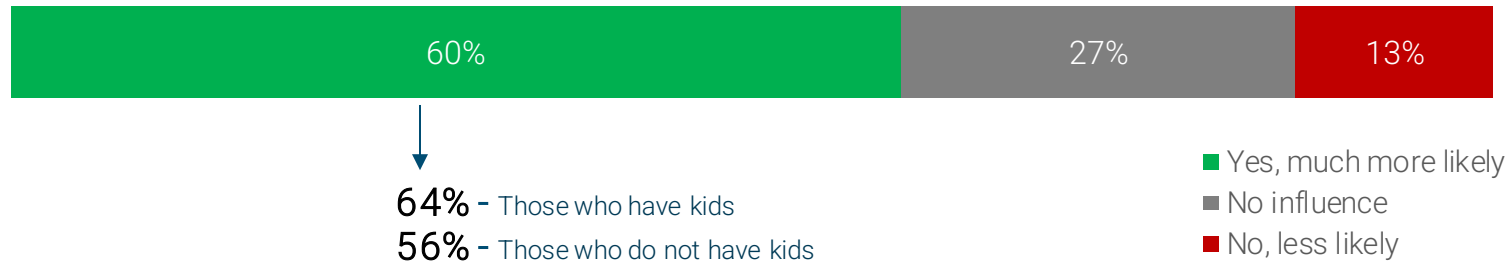 60%
27%
13%
64% - Those who have kids
56% - Those who do not have kids
Yes, much more likely
No influence
No, less likely